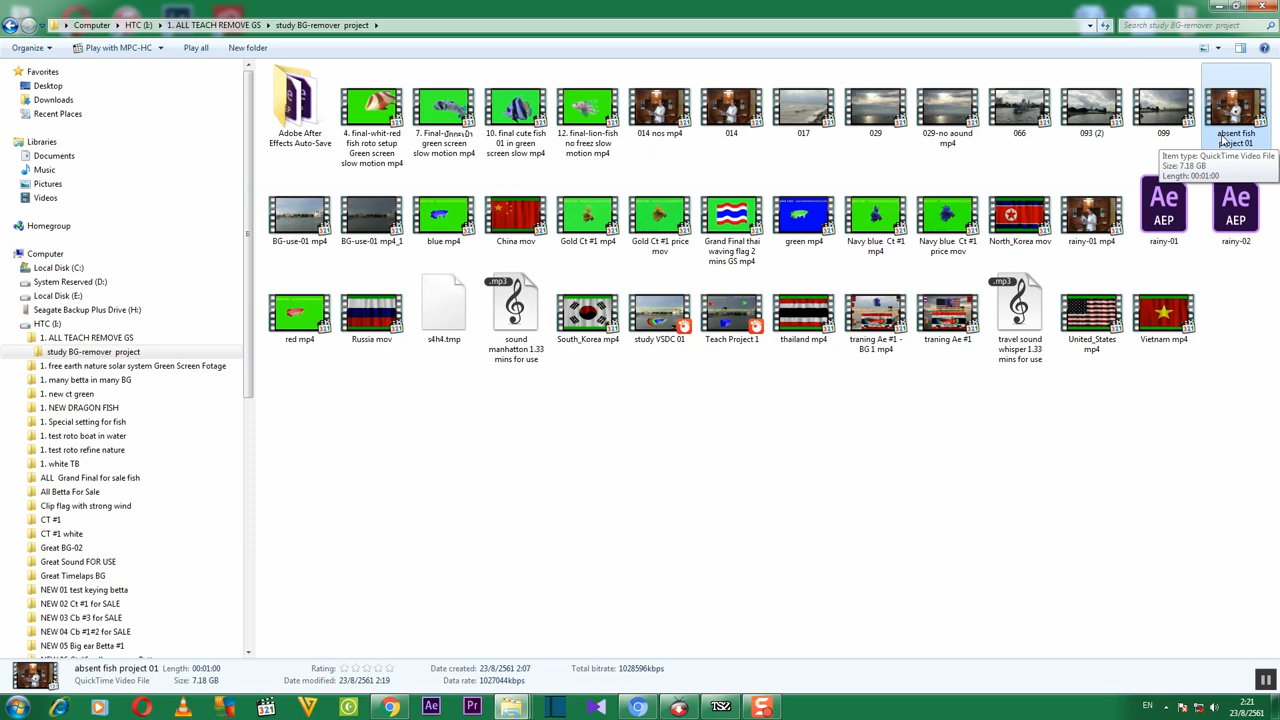 Computer ▸ HTC (I:) ▸ 1. ALL TEACH REMOVE GS ▸ study BG-remover project ▸
Search study BG-remover project
Organize ▾ Play with MPC-HC ▾ Play all New folder
Favorites
Desktop
Downloads
Recent Places
Libraries
Documents
Music
Pictures
Videos
Homegroup
Computer
Local Disk (C:)
System Reserved (D:)
Local Disk (E:)
Seagate Backup Plus Drive (H:)
HTC (I:)
1. ALL TEACH REMOVE GS
study BG-remover project
1. free earth nature solar system Green Screen Fotage
1. many betta in many BG
1. new ct green
1. NEW DRAGON FISH
1. Special setting for fish
1. test roto boat in water
1. test roto refine nature
1. white TB
ALL Grand Final for sale fish
All Betta For Sale
Clip flag with strong wind
CT #1
CT #1 white
Great BG-02
Great Sound FOR USE
Great Timelaps BG
NEW 01 test keying betta
NEW 02 Ct #1 for SALE
NEW 03 Cb #3 for SALE
NEW 04 Cb #1#2 for SALE
NEW 05 Big ear Betta #1
Adobe After
Effects Auto-Save
4. final-whit-red
fish roto setup
Green screen
slow motion mp4
10. final cute fish
01 in green
screen slow mp4
12. final-lion-fish
no freez slow
motion mp4
014 nos mp4
014
017
029
029-no aound
mp4
066
093 (2)
099
absent fish
project 01
Item type: QuickTime Video File
Size: 7.18 GB
Length: 00:01:00
BG-use-01 mp4
BG-use-01 mp4_1
blue mp4
China mov
Gold Ct #1 mp4
Gold Ct #1 price
mov
Grand Final thai
waving flag 2
mins GS mp4
green mp4
Navy blue Ct #1
mp4
Navy blue Ct #1
price mov
North_Korea mov
rainy-01 mp4
Ae
AEP
rainy-01
Ae
AEP
rainy-02
red mp4
Russia mov
s4h4.tmp
.mp3
sound
manhatton 1.33
mins for use
South_Korea mp4
study VSDC 01
Teach Project 1
thailand mp4
traning Ae #1 -
BG 1 mp4
traning Ae #1
.mp3
travel sound
whisper 1.33
mins for use
United_States
mp4
Vietnam mp4
absent fish project 01 Length: 00:01:00 Rating: Date created: 23/8/2561 2:07 Total bitrate: 1028596kbps
QuickTime Video File Size: 7.18 GB Date modified: 23/8/2561 2:19 Data rate: 1027044kbps
Ae Pr TSZ EN 2:21
23/8/2561